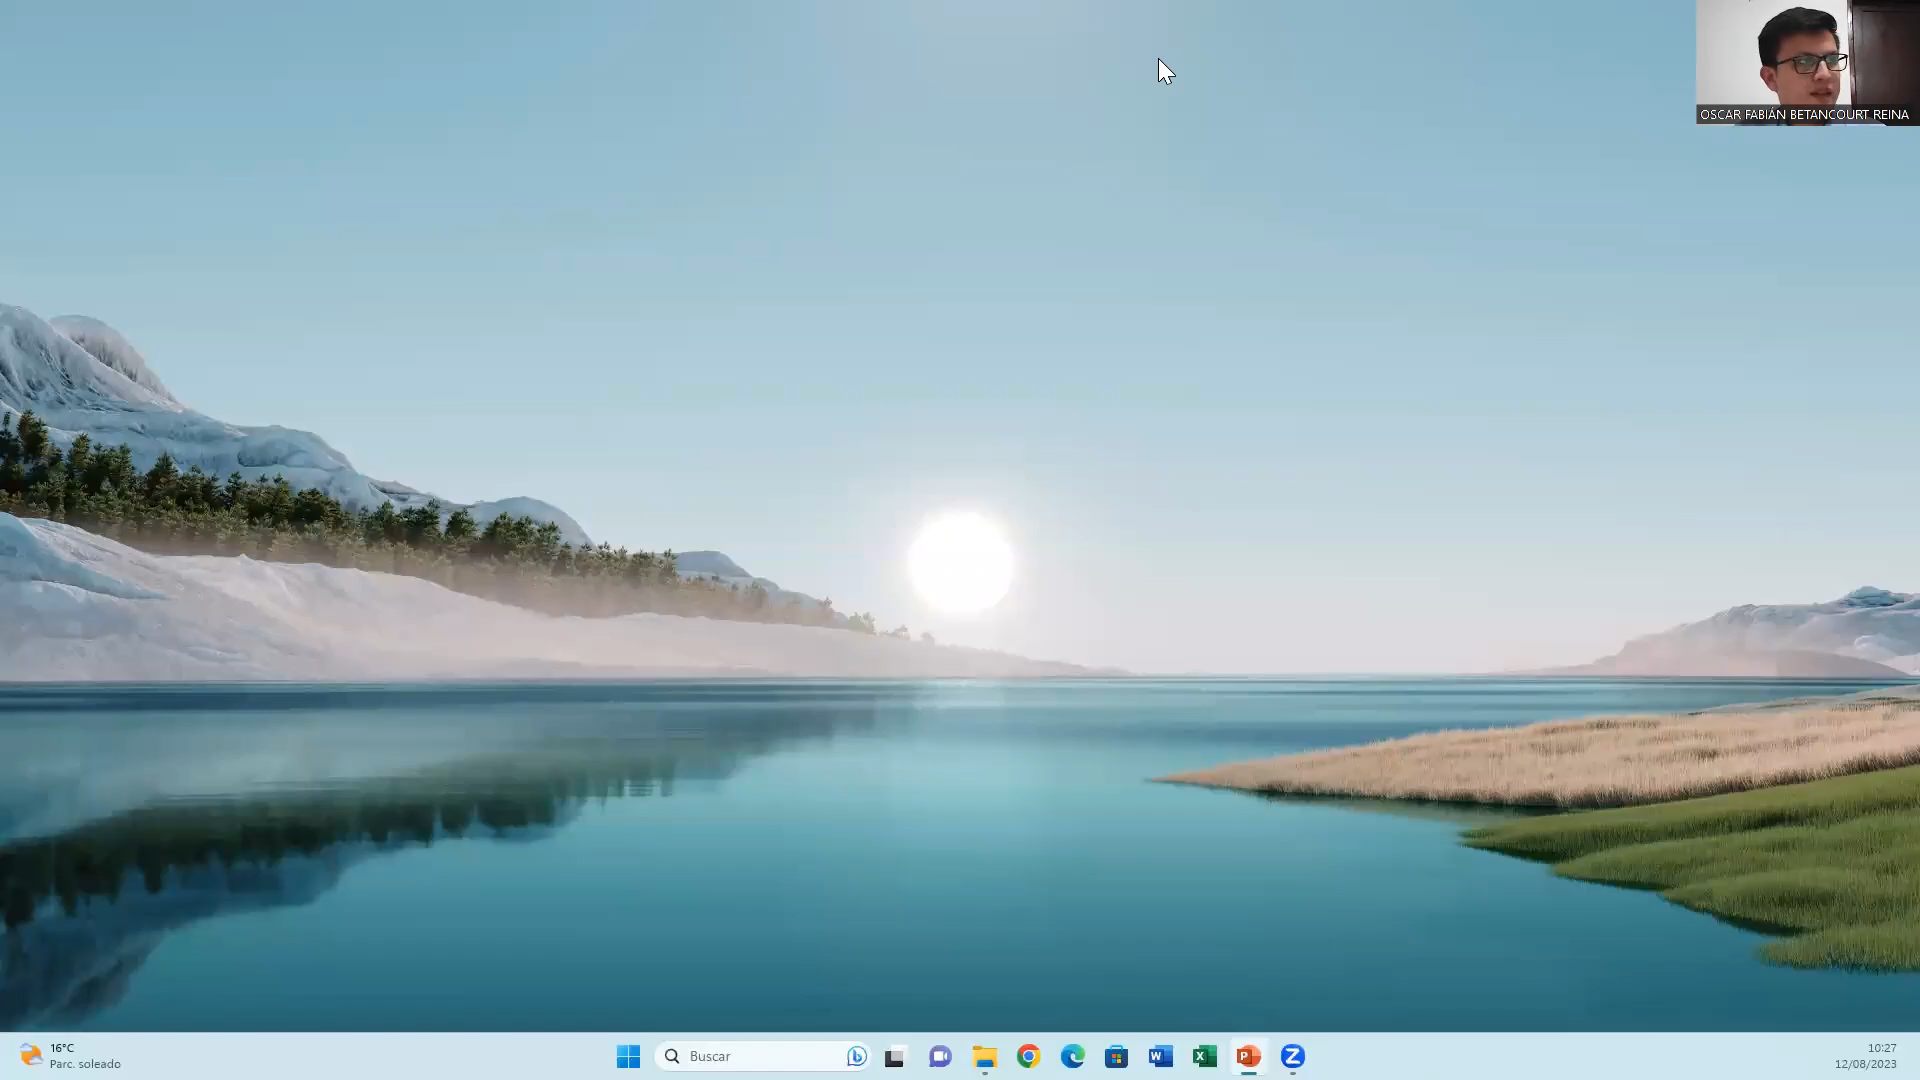 OSCAR FABIÁN BETANCOURT REINA
16°C
Parc. soleado
Buscar
10:27
12/08/2023